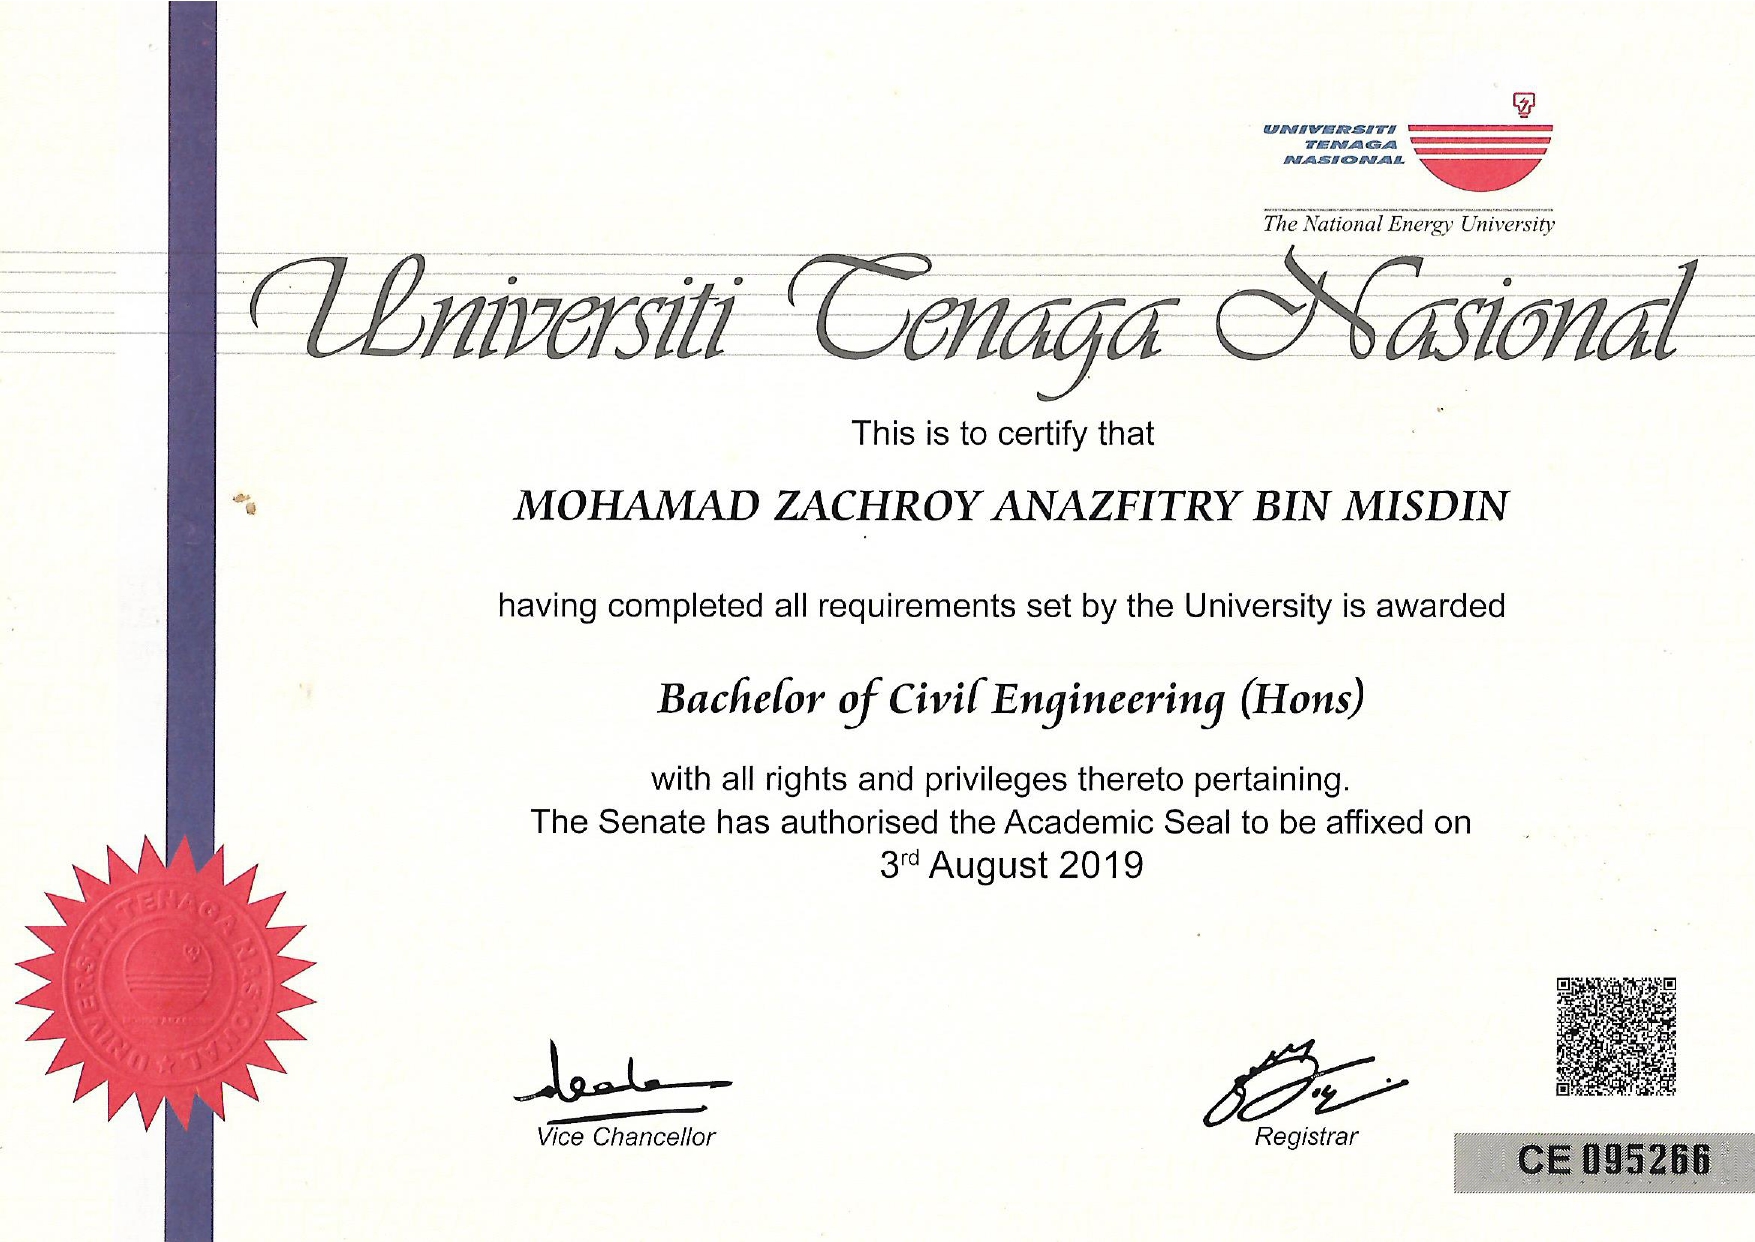 UNIVERSITI
TENAGA
NASIONAL
The National Energy University
Universiti Tenaga Nasional
This is to certify that
MOHAMAD ZACHROY ANAZFITRY BIN MISDIN
having completed all requirements set by the University is awarded
Bachelor of Civil Engineering (Hons)
with all rights and privileges thereto pertaining.
The Senate has authorised the Academic Seal to be affixed on
3rd August 2019
UNIVERSITI TENAGA NASIONAL
Vice Chancellor
Registrar
CE 095266